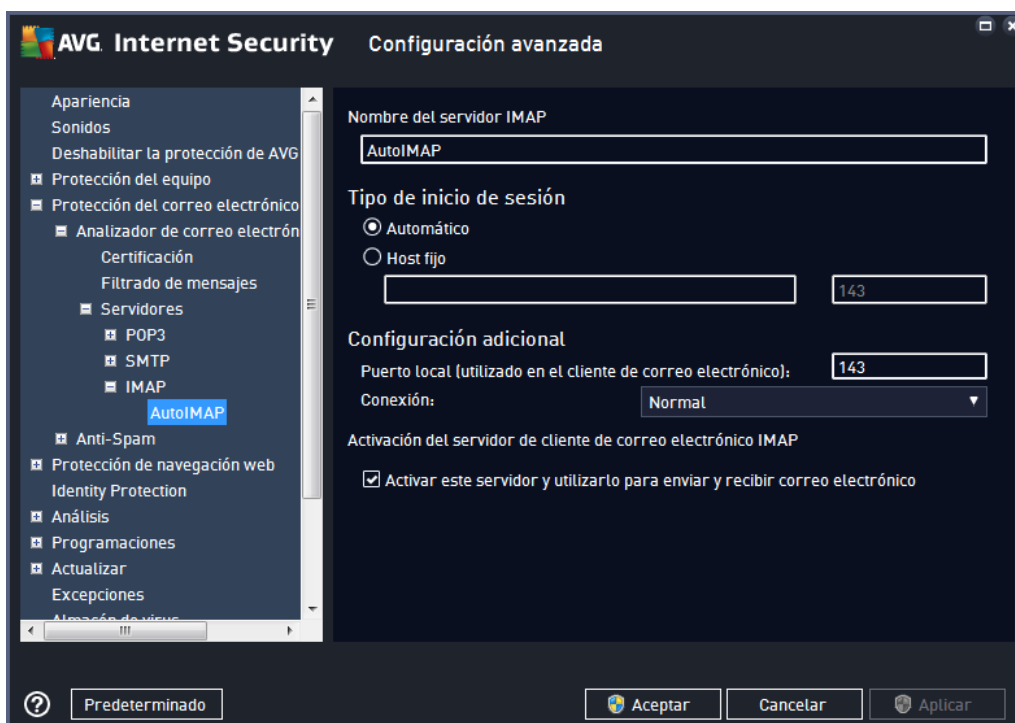 AVG. Internet Security
Configuración avanzada
Apariencia
Sonidos
Deshabilitar la protección de AVG
Protección del equipo
Protección del correo electrónico
Analizador de correo electrón
Certificación
Filtrado de mensajes
Servidores
POP3
SMTP
IMAP
AutoIMAP
Anti-Spam
Protección de navegación web
Identity Protection
Análisis
Programaciones
Actualizar
Excepciones
Almacén de virus
Nombre del servidor IMAP
AutoIMAP
Tipo de inicio de sesión
Automático
Host fijo
143
Configuración adicional
Puerto local (utilizado en el cliente de correo electrónico): 143
Conexión: Normal
Activación del servidor de cliente de correo electrónico IMAP
Activar este servidor y utilizarlo para enviar y recibir correo electrónico
? Predeterminado Aceptar Cancelar Aplicar